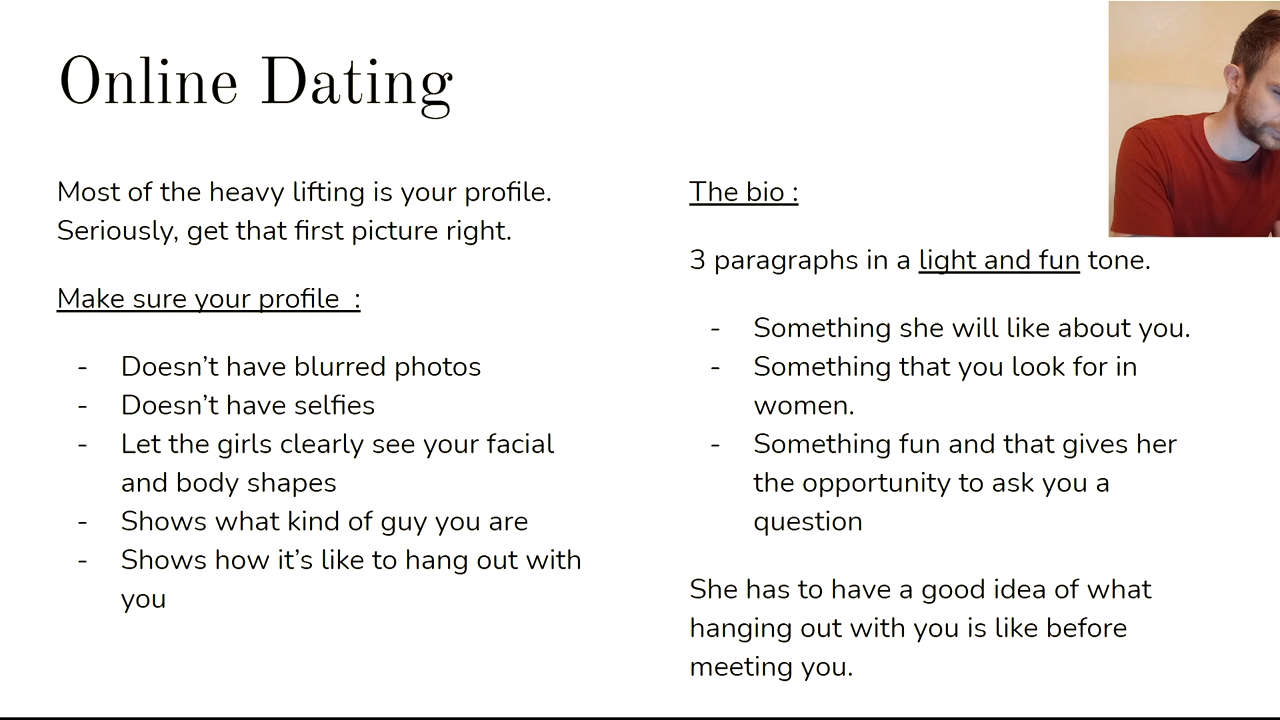 Online Dating
Most of the heavy lifting is your profile.
Seriously, get that first picture right.
Make sure your profile  :
- Doesn’t have blurred photos
- Doesn’t have selfies
- Let the girls clearly see your facial
and body shapes
- Shows what kind of guy you are
- Shows how it’s like to hang out with
you
The bio :
3 paragraphs in a light and fun tone.
- Something she will like about you.
- Something that you look for in
women.
- Something fun and that gives her
the opportunity to ask you a
question
She has to have a good idea of what
hanging out with you is like before
meeting you.